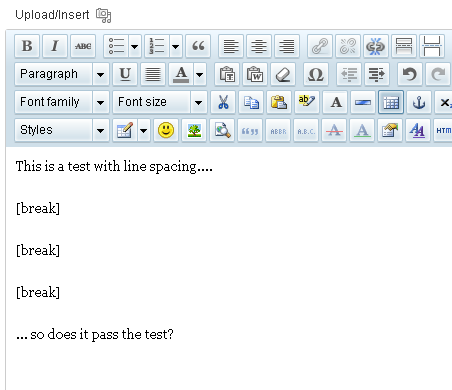 Upload/Insert
B I ABC
Paragraph U A
Font family Font size A
Styles ABBR A.B.C. A A A HTM
This is a test with line spacing....
[break]
[break]
[break]
... so does it pass the test?